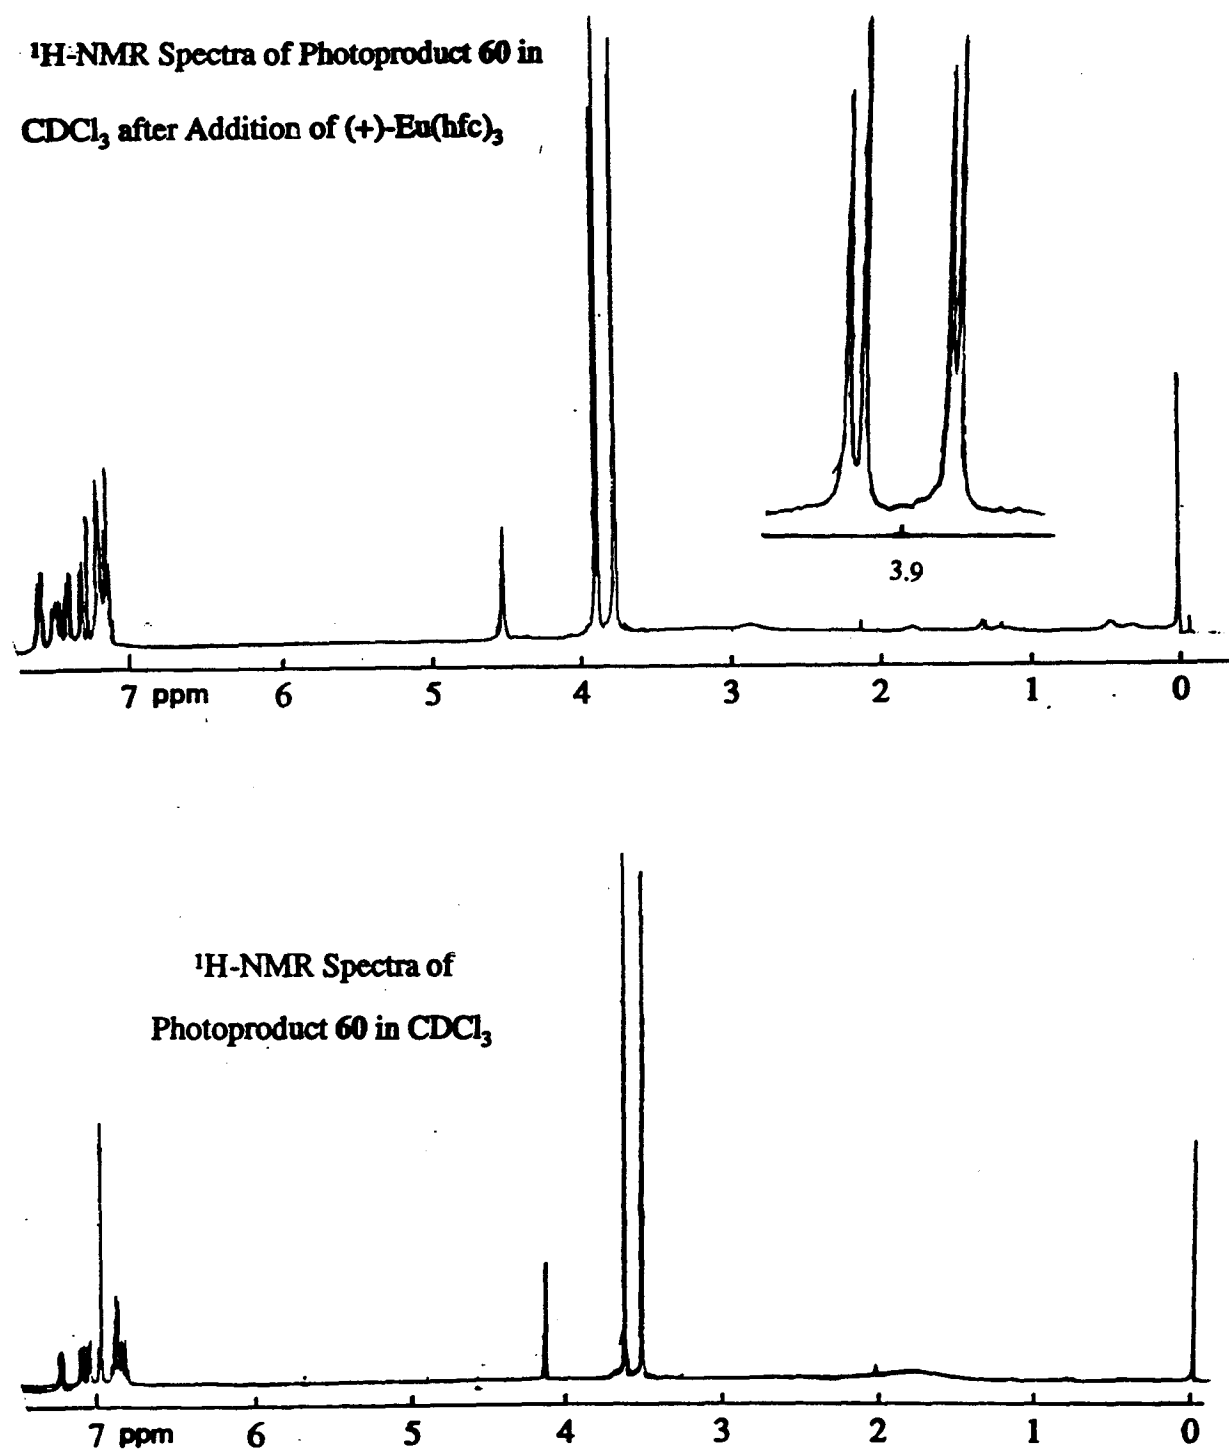 ¹H-NMR Spectra of Photoproduct 60 in
CDCl₃ after Addition of (+)-Eu(hfc)₃
3.9
7 ppm 6 5 4 3 2 1 0
¹H-NMR Spectra of
Photoproduct 60 in CDCl₃
7 ppm 6 5 4 3 2 1 0